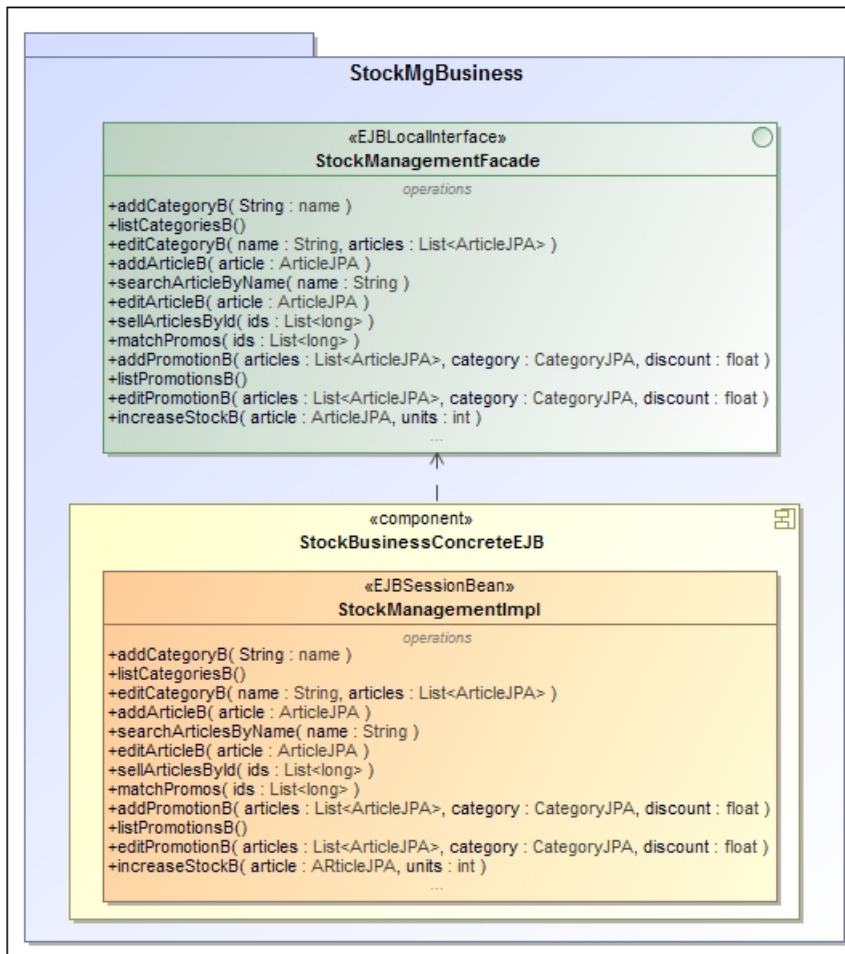 StockMgBusiness
«EJBLocalInterface»
StockManagementFacade
operations
+addCategoryB( String : name )
+listCategoriesB()
+editCategoryB( name : String, articles : List<ArticleJPA> )
+addArticleB( article : ArticleJPA )
+searchArticleByName( name : String )
+editArticleB( article : ArticleJPA )
+sellArticlesById( ids : List<long> )
+matchPromos( ids : List<long> )
+addPromotionB( articles : List<ArticleJPA>, category : CategoryJPA, discount : float )
+listPromotionsB()
+editPromotionB( articles : List<ArticleJPA>, category : CategoryJPA, discount : float )
+increaseStockB( article : ArticleJPA, units : int )
...
«component»
StockBusinessConcreteEJB
«EJBSessionBean»
StockManagementImpl
operations
+addCategoryB( String : name )
+listCategoriesB()
+editCategoryB( name : String, articles : List<ArticleJPA> )
+addArticleB( article : ArticleJPA )
+searchArticlesByName( name : String )
+editArticleB( article : ArticleJPA )
+sellArticlesById( ids : List<long> )
+matchPromos( ids : List<long> )
+addPromotionB( articles : List<ArticleJPA>, category : CategoryJPA, discount : float )
+listPromotionsB()
+editPromotionB( articles : List<ArticleJPA>, category : CategoryJPA, discount : float )
+increaseStockB( article : ARticleJPA, units : int )
...